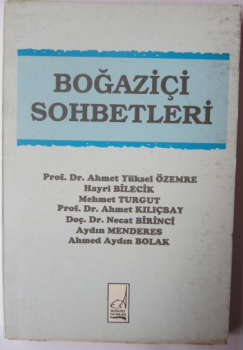 BOĞAZİÇİ
SOHBETLERİ
Prof. Dr. Ahmet Yüksel ÖZEMRE
Hayri BİLECİK
Mehmet TURGUT
Prof. Dr. Ahmet KILIÇBAY
Doç. Dr. Necat BİRİNCİ
Aydın MENDERES
Ahmed Aydın BOLAK